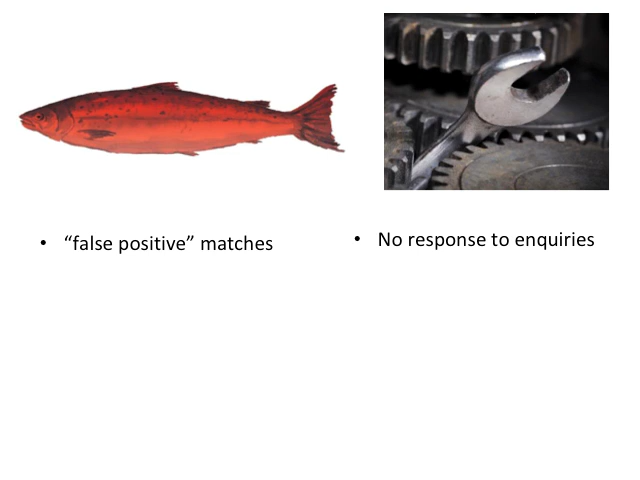 • “false positive” matches
• No response to enquiries